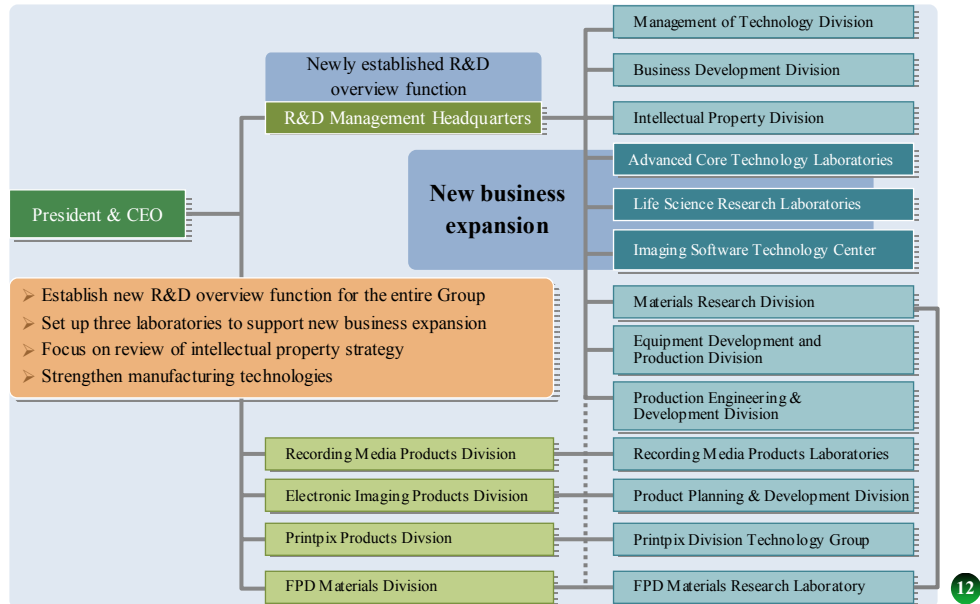 Management of Technology Division
Newly established R&D
overview function
Business Development Division
R&D Management Headquarters
Intellectual Property Division
Advanced Core Technology Laboratories
New business
expansion
President & CEO
Life Science Research Laboratories
Imaging Software Technology Center
➢ Establish new R&D overview function for the entire Group
➢ Set up three laboratories to support new business expansion
➢ Focus on review of intellectual property strategy
➢ Strengthen manufacturing technologies
Materials Research Division
Equipment Development and
Production Division
Production Engineering &
Development Division
Recording Media Products Division
Recording Media Products Laboratories
Electronic Imaging Products Division
Product Planning & Development Division
Printpix Products Divsion
Printpix Division Technology Group
FPD Materials Division
FPD Materials Research Laboratory
12